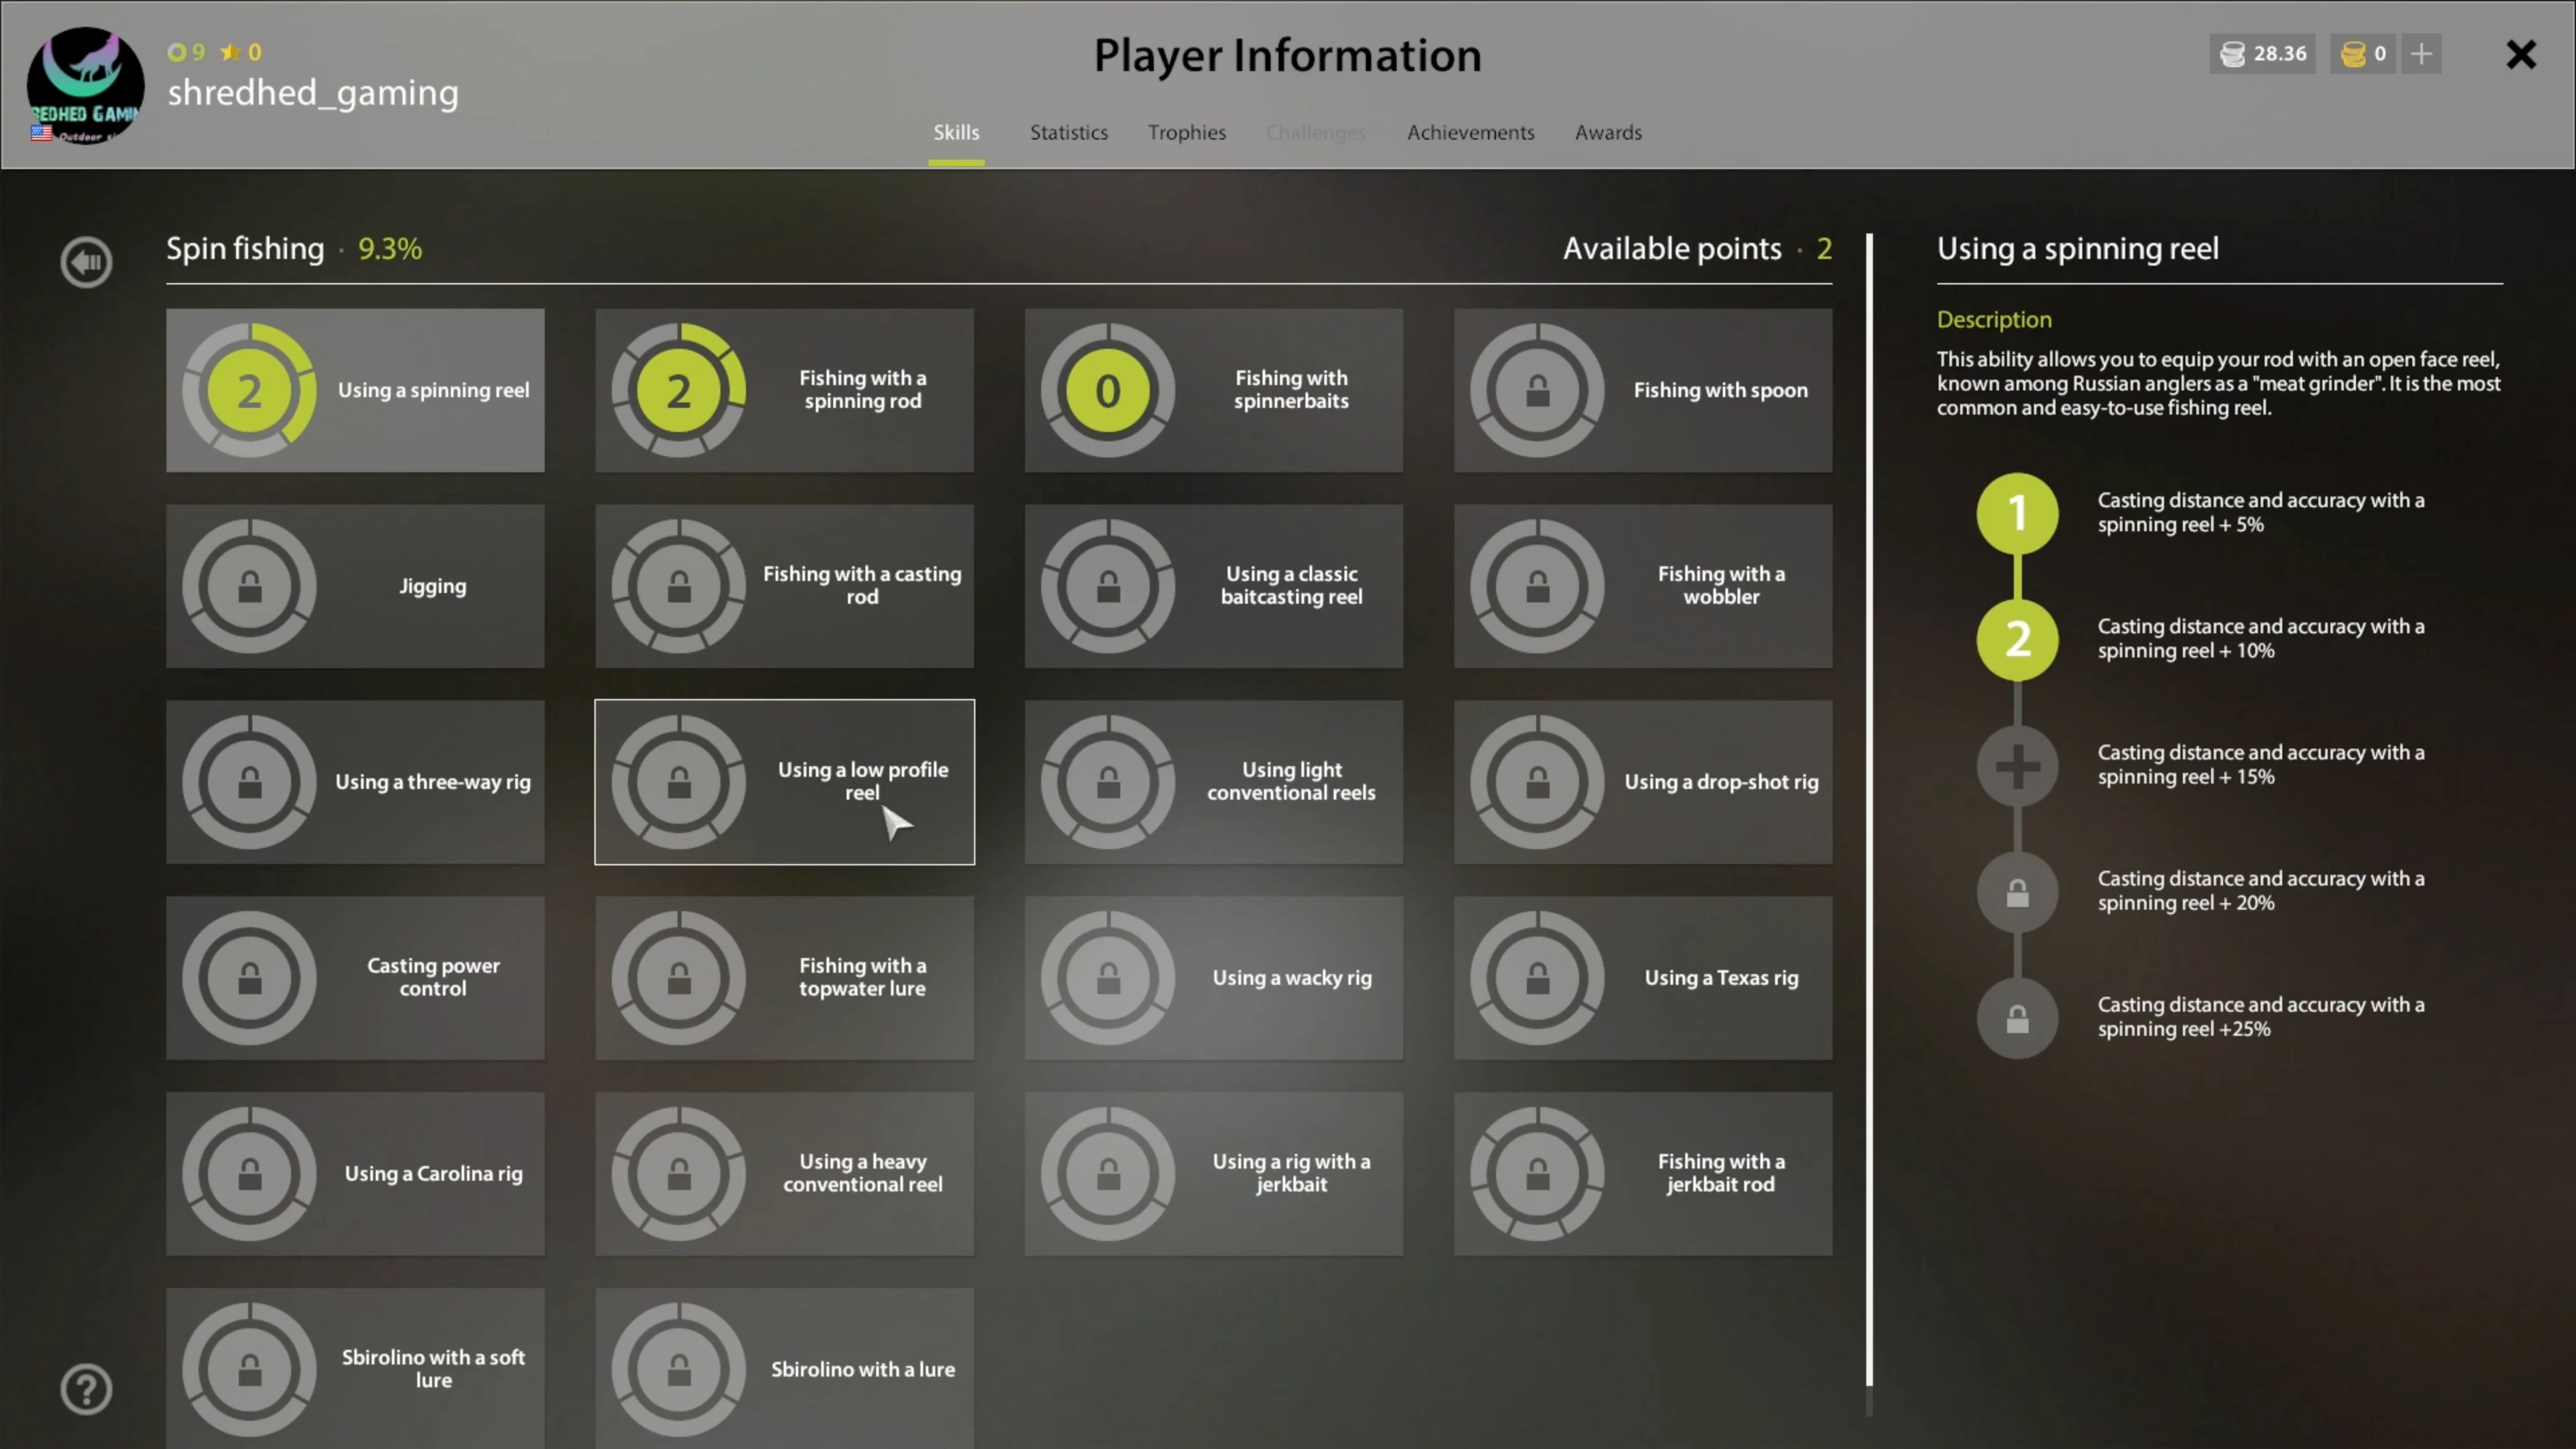 9 0
shredhed_gaming
EDHED GAMIN
Player Information
28.36
0
Skills
Statistics
Trophies
Challenges
Achievements
Awards
Spin fishing · 9.3%
Available points · 2
2
Using a spinning reel
2
Fishing with a
spinning rod
0
Fishing with
spinnerbaits
Fishing with spoon
Jigging
Fishing with a casting
rod
Using a classic
baitcasting reel
Fishing with a
wobbler
Using a three-way rig
Using a low profile
reel
Using light
conventional reels
Using a drop-shot rig
Casting power
control
Fishing with a
topwater lure
Using a wacky rig
Using a Texas rig
Using a Carolina rig
Using a heavy
conventional reel
Using a rig with a
jerkbait
Fishing with a
jerkbait rod
Sbirolino with a soft
lure
Sbirolino with a lure
Using a spinning reel
Description
This ability allows you to equip your rod with an open face reel,
known among Russian anglers as a "meat grinder". It is the most
common and easy-to-use fishing reel.
1
Casting distance and accuracy with a
spinning reel + 5%
2
Casting distance and accuracy with a
spinning reel + 10%
Casting distance and accuracy with a
spinning reel + 15%
Casting distance and accuracy with a
spinning reel + 20%
Casting distance and accuracy with a
spinning reel +25%